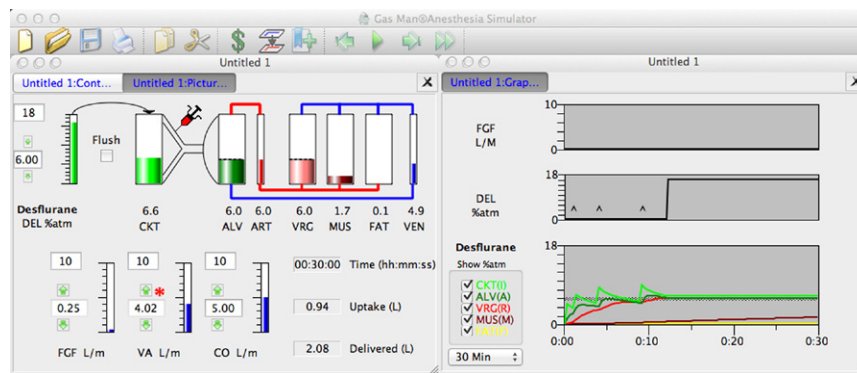 Gas Man®Anesthesia Simulator
Untitled 1
Untitled 1:Cont... Untitled 1:Pictur... X
18
6.00
Flush
Desflurane
DEL %atm
6.6 6.0 6.0 6.0 1.7 0.1 4.9
CKT ALV ART VRG MUS FAT VEN
10 10 10
00:30:00 Time (hh:mm:ss)
0.25 4.02 5.00
0.94 Uptake (L)
2.08 Delivered (L)
FGF L/m VA L/m CO L/m
Untitled 1
Untitled 1:Grap... X
FGF
L/M
10
0
DEL
%atm
18
0
^ ^ ^
Desflurane
Show %atm
CKT(I)
ALV(A)
VRG(R)
MUS(M)
18
0
0:00 0:10 0:20 0:30
30 Min